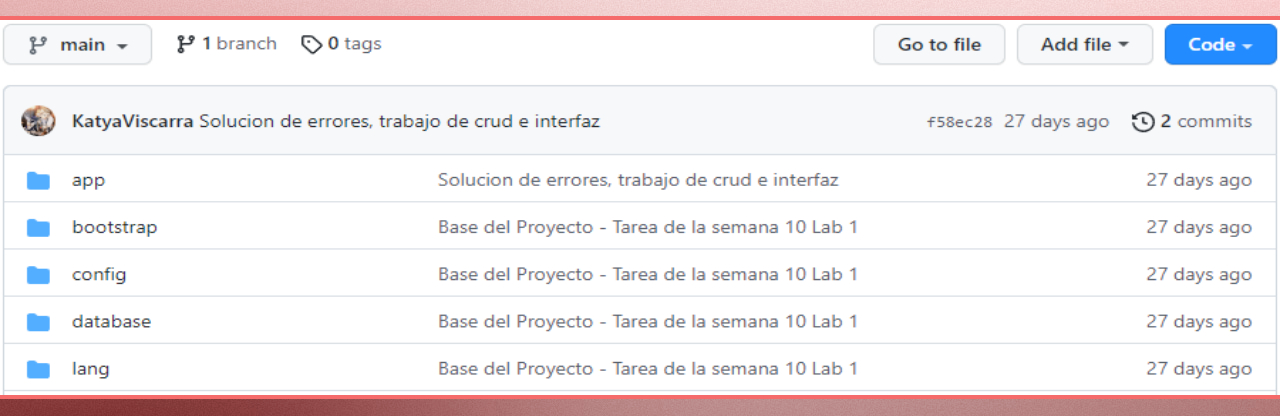 main 1 branch 0 tags Go to file Add file Code
KatyaViscarra Solucion de errores, trabajo de crud e interfaz f58ec28 27 days ago 2 commits
app Solucion de errores, trabajo de crud e interfaz 27 days ago
bootstrap Base del Proyecto - Tarea de la semana 10 Lab 1 27 days ago
config Base del Proyecto - Tarea de la semana 10 Lab 1 27 days ago
database Base del Proyecto - Tarea de la semana 10 Lab 1 27 days ago
lang Base del Proyecto - Tarea de la semana 10 Lab 1 27 days ago